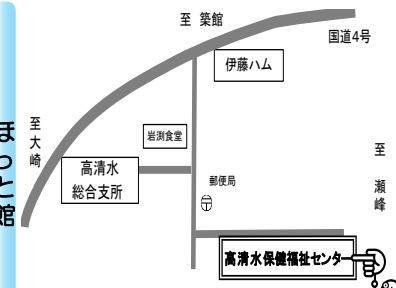 至 築館
国道4号
伊藤ハム
至大崎
岩渕食堂
高清水
総合支所
郵便局
至 瀬峰
高清水保健福祉センター
ほっと館